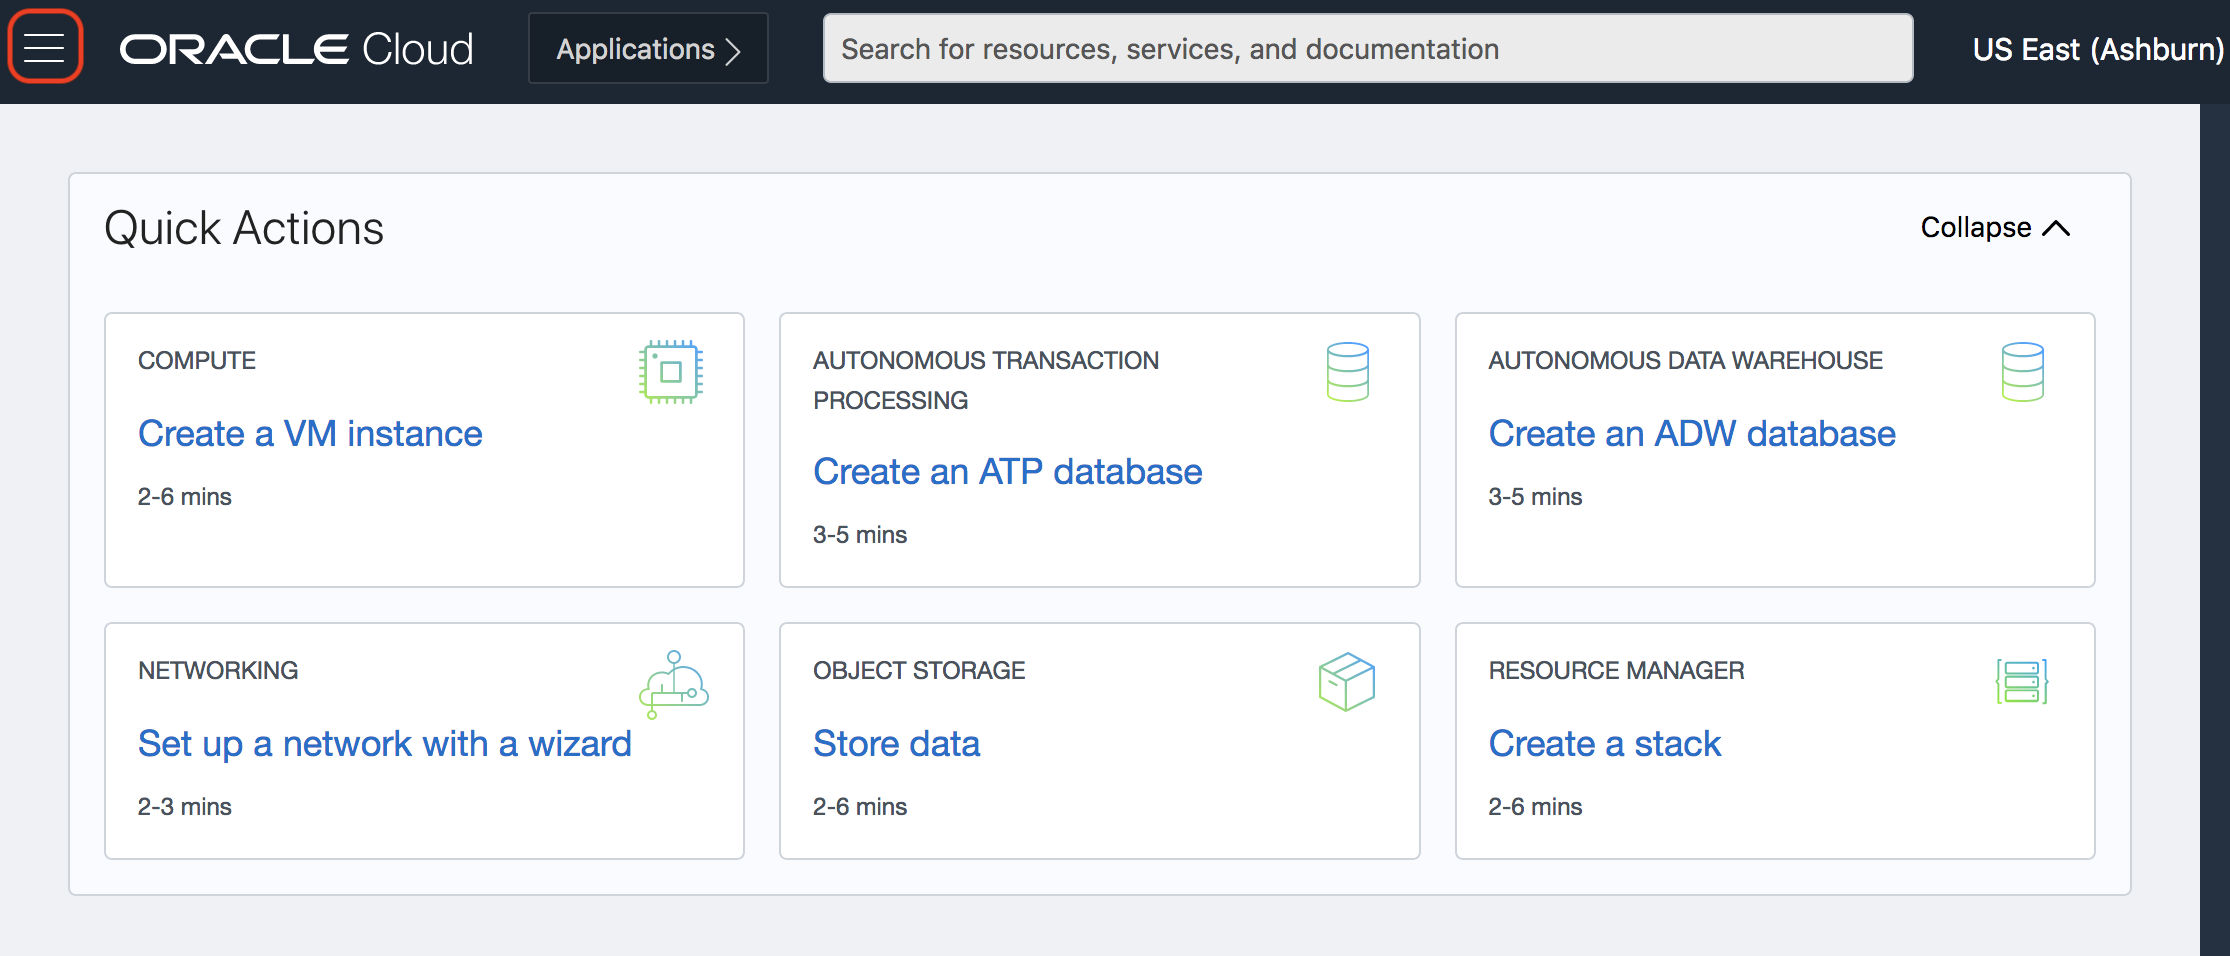 ORACLE Cloud
Applications
Search for resources, services, and documentation
US East (Ashburn)
Quick Actions
Collapse
COMPUTE
Create a VM instance
2-6 mins
AUTONOMOUS TRANSACTION
PROCESSING
Create an ATP database
3-5 mins
AUTONOMOUS DATA WAREHOUSE
Create an ADW database
3-5 mins
NETWORKING
Set up a network with a wizard
2-3 mins
OBJECT STORAGE
Store data
2-6 mins
RESOURCE MANAGER
Create a stack
2-6 mins